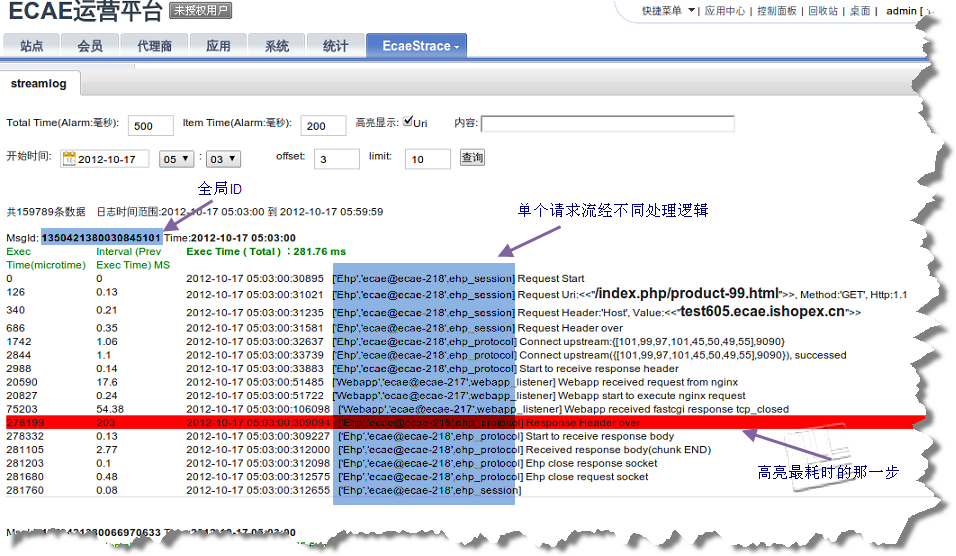 ECAE运营平台 未授权用户
快捷菜单 | 应用中心 | 控制面板 | 回收站 | 桌面 | admin [
站点 会员 代理商 应用 系统 统计 EcaeStrace
streamlog
Total Time(Alarm:毫秒): 500 Item Time(Alarm:毫秒): 200 高亮显示: Uri 内容:
开始时间: 2012-10-17 05 : 03 offset: 3 limit: 10 查询
全局ID
共159789条数据 日志时间范围:2012-10-17 05:03:00 到 2012-10-17 05:59:59
单个请求流经不同处理逻辑
MsgId: 1350421380030845101 Time:2012-10-17 05:03:00
Exec Interval (Prev Exec Time ( Total ) : 281.76 ms
Time(microtime) Exec Time) MS
0 0 2012-10-17 05:03:00:30895 ['Ehp','ecae@ecae-218',ehp_session] Request Start
126 0.13 2012-10-17 05:03:00:31021 ['Ehp','ecae@ecae-218',ehp_session] Request Uri:<<"/index.php/product-99.html">>, Method:'GET', Http:1.1
340 0.21 2012-10-17 05:03:00:31235 ['Ehp','ecae@ecae-218',ehp_session] Request Header:'Host', Value:<<"test605.ecae.ishopex.cn">>
686 0.35 2012-10-17 05:03:00:31581 ['Ehp','ecae@ecae-218',ehp_session] Request Header over
1742 1.06 2012-10-17 05:03:00:32637 ['Ehp','ecae@ecae-218',ehp_protocol] Connect upstream:{[101,99,97,101,45,50,49,55],9090}
2844 1.1 2012-10-17 05:03:00:33739 ['Ehp','ecae@ecae-218',ehp_protocol] Connect upstream({[101,99,97,101,45,50,49,55],9090}), successed
2988 0.14 2012-10-17 05:03:00:33883 ['Ehp','ecae@ecae-218',ehp_protocol] Start to receive response header
20590 17.6 2012-10-17 05:03:00:51485 ['Webapp','ecae@ecae-217',webapp_listener] Webapp received request from nginx
20827 0.24 2012-10-17 05:03:00:51722 ['Webapp','ecae@ecae-217',webapp_listener] Webapp start to execute nginx request
75203 54.38 2012-10-17 05:03:00:106098 ['Webapp','ecae@ecae-217',webapp_listener] Webapp received fastcgi response tcp_closed
278199 203 2012-10-17 05:03:00:309094 ['Ehp','ecae@ecae-218',ehp_protocol] Response Header over
278332 0.13 2012-10-17 05:03:00:309227 ['Ehp','ecae@ecae-218',ehp_protocol] Start to receive response body
281105 2.77 2012-10-17 05:03:00:312000 ['Ehp','ecae@ecae-218',ehp_protocol] Received response body(chunk END)
281203 0.1 2012-10-17 05:03:00:312098 ['Ehp','ecae@ecae-218',ehp_protocol] Ehp close response socket
281680 0.48 2012-10-17 05:03:00:312575 ['Ehp','ecae@ecae-218',ehp_protocol] Ehp close request socket
281760 0.08 2012-10-17 05:03:00:312655 ['Ehp','ecae@ecae-218',ehp_session]
高亮最耗时的那一步